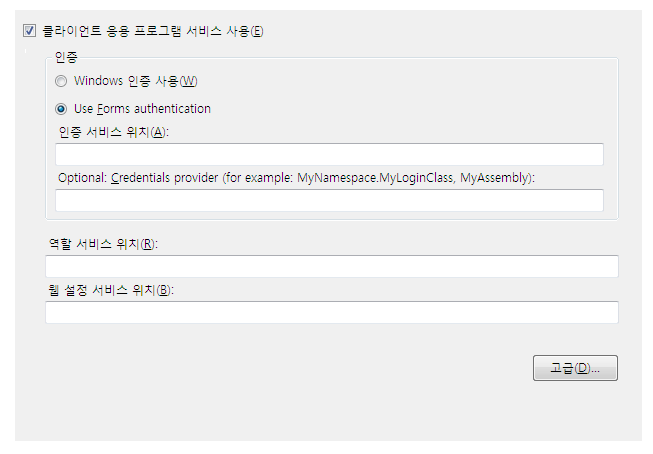 클라이언트 응용 프로그램 서비스 사용(E)
인증
Windows 인증 사용(W)
Use Forms authentication
인증 서비스 위치(A):
Optional: Credentials provider (for example: MyNamespace.MyLoginClass, MyAssembly):
역할 서비스 위치(R):
웹 설정 서비스 위치(B):
고급(D)...